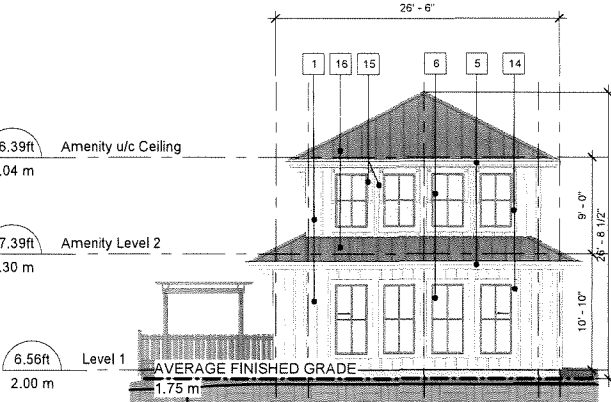 26' - 6"
1 16 15 6 5 14
6.39ft Amenity u/c Ceiling
.04 m
7.39ft Amenity Level 2
.30 m
9' - 0"
26' - 8 1/2"
10' - 10"
6.56ft Level 1
2.00 m
AVERAGE FINISHED GRADE
1.75 m